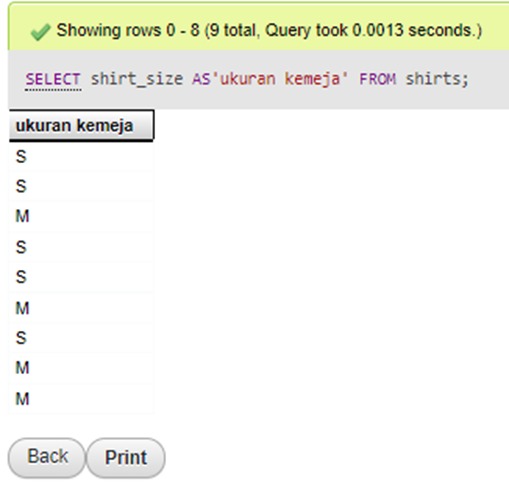 Showing rows 0 - 8 (9 total, Query took 0.0013 seconds.)
SELECT shirt_size AS'ukuran kemeja' FROM shirts;
ukuran kemeja
S
S
M
S
S
M
S
M
M
Back Print